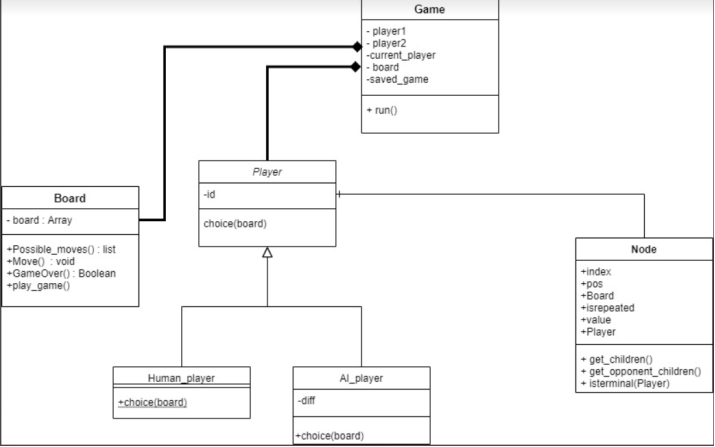 Game
- player1
- player2
-current_player
- board
-saved_game
+ run()
Player
-id
choice(board)
Board
- board : Array
+Possible_moves() : list
+Move() : void
+GameOver() : Boolean
+play_game()
Node
+index
+pos
+Board
+isrepeated
+value
+Player
+ get_children()
+ get_opponent_children()
+ isterminal(Player)
Human_player
+choice(board)
AI_player
-diff
+choice(board)